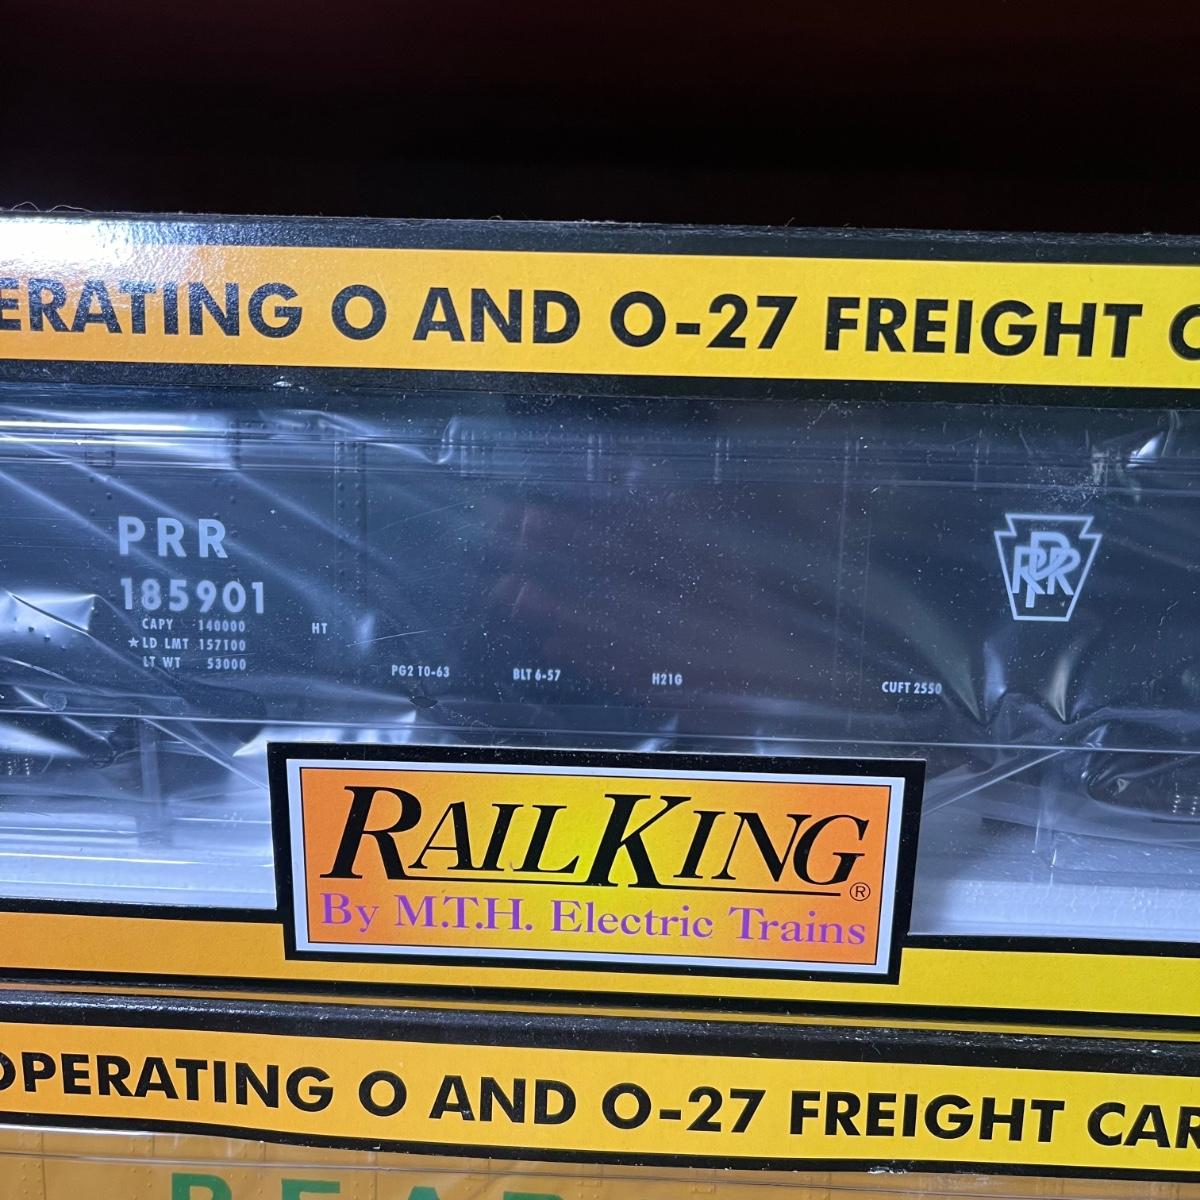 ERATING O AND O-27 FREIGHT C
PRR
185901
CAPY 140000
★LD LMT 157100
LT WT 53000
HT
PG2 10-63
BLT 6-57
H21G
CUFT 2550
PRR
RAILKING®
By M.T.H. Electric Trains
OPERATING O AND O-27 FREIGHT CAR